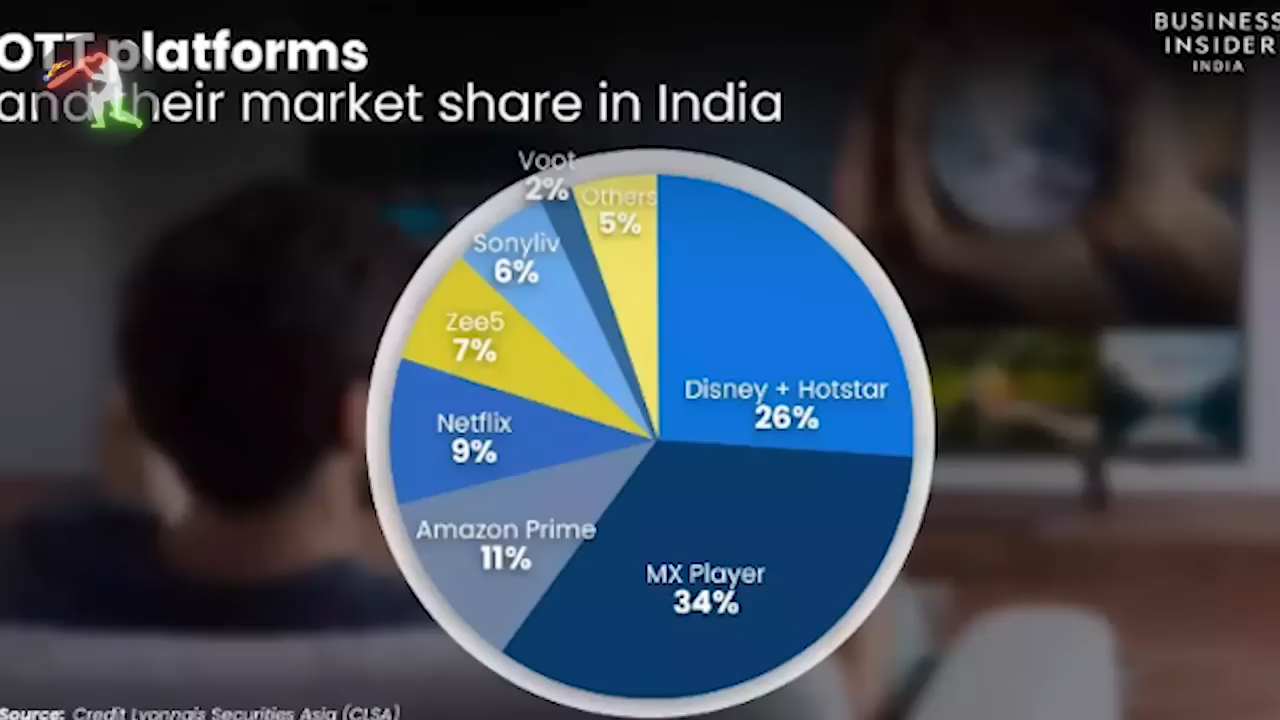 OTT platforms
and their market share in India
BUSINESS
INSIDER
INDIA
Voot
2%
Others
5%
Sonyliv
6%
Zee5
7%
Disney + Hotstar
26%
Netflix
9%
Amazon Prime
11%
MX Player
34%
Source: Credit Lyonnais Securities Asia (CLSA)